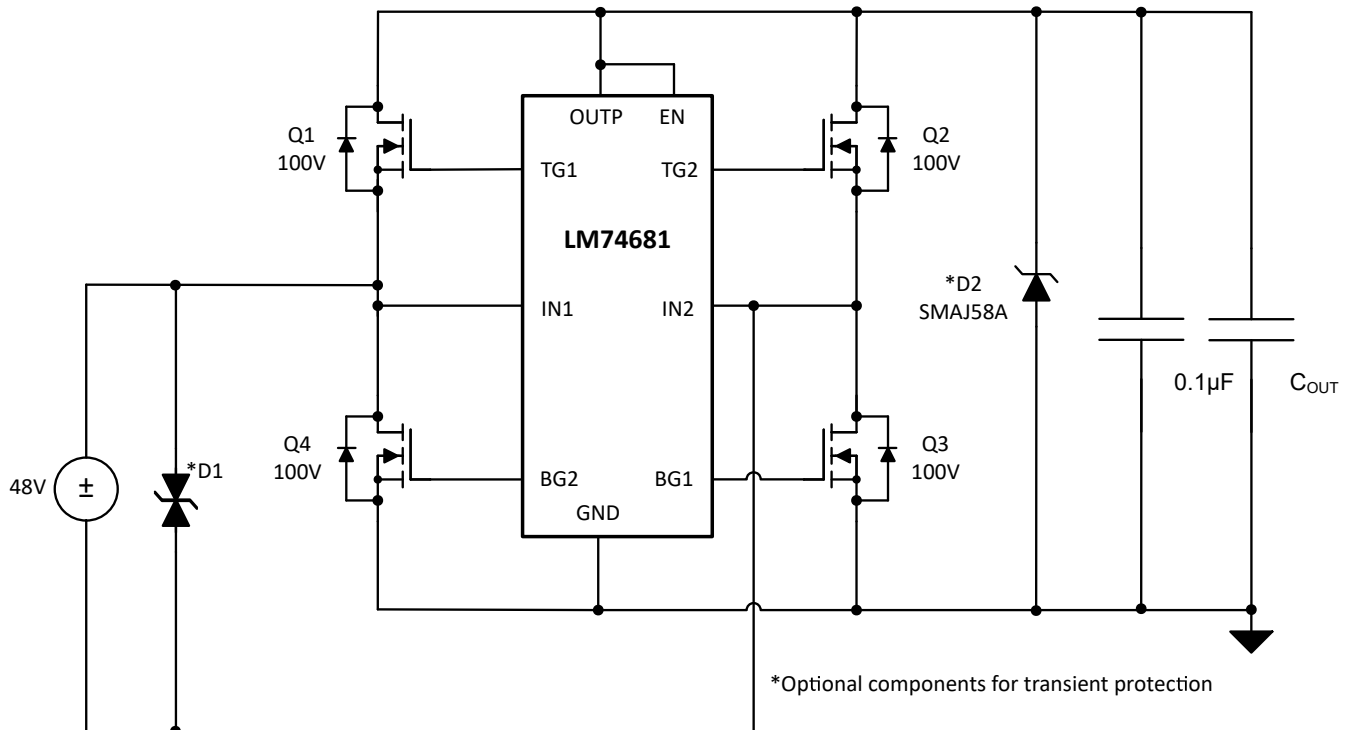 OUTP EN
Q1
100V
Q2
100V
TG1 TG2
LM74681
*D2
SMAJ58A
IN1 IN2
0.1µF COUT
Q4
100V
Q3
100V
48V ± *D1
BG2 BG1
GND
*Optional components for transient protection